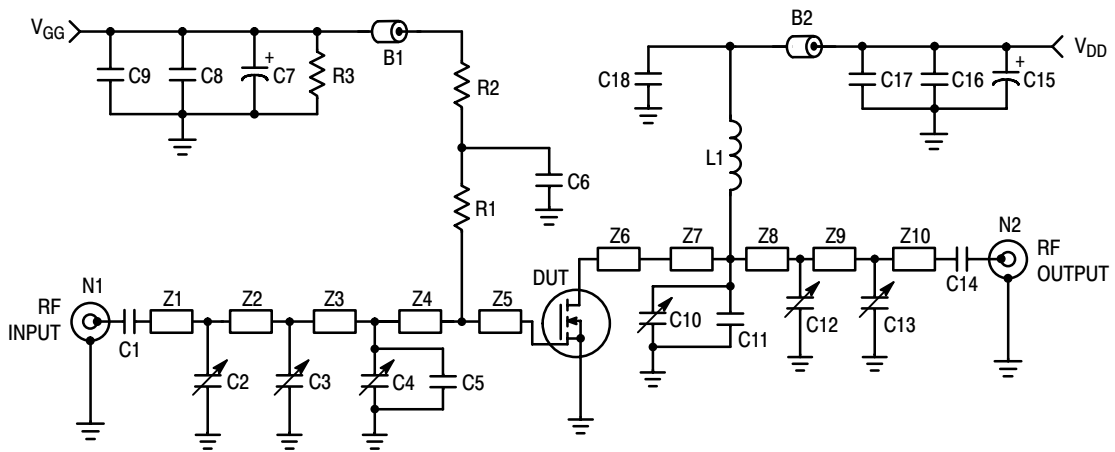 VGG
C9
C8
+
C7
R3
B1
R2
C6
R1
B2
C18
C17
C16
+
C15
VDD
L1
N1
RF
INPUT
C1
Z1
Z2
Z3
Z4
Z5
C2
C3
C4
C5
DUT
Z6
Z7
Z8
Z9
Z10
C10
C11
C12
C13
C14
N2
RF
OUTPUT